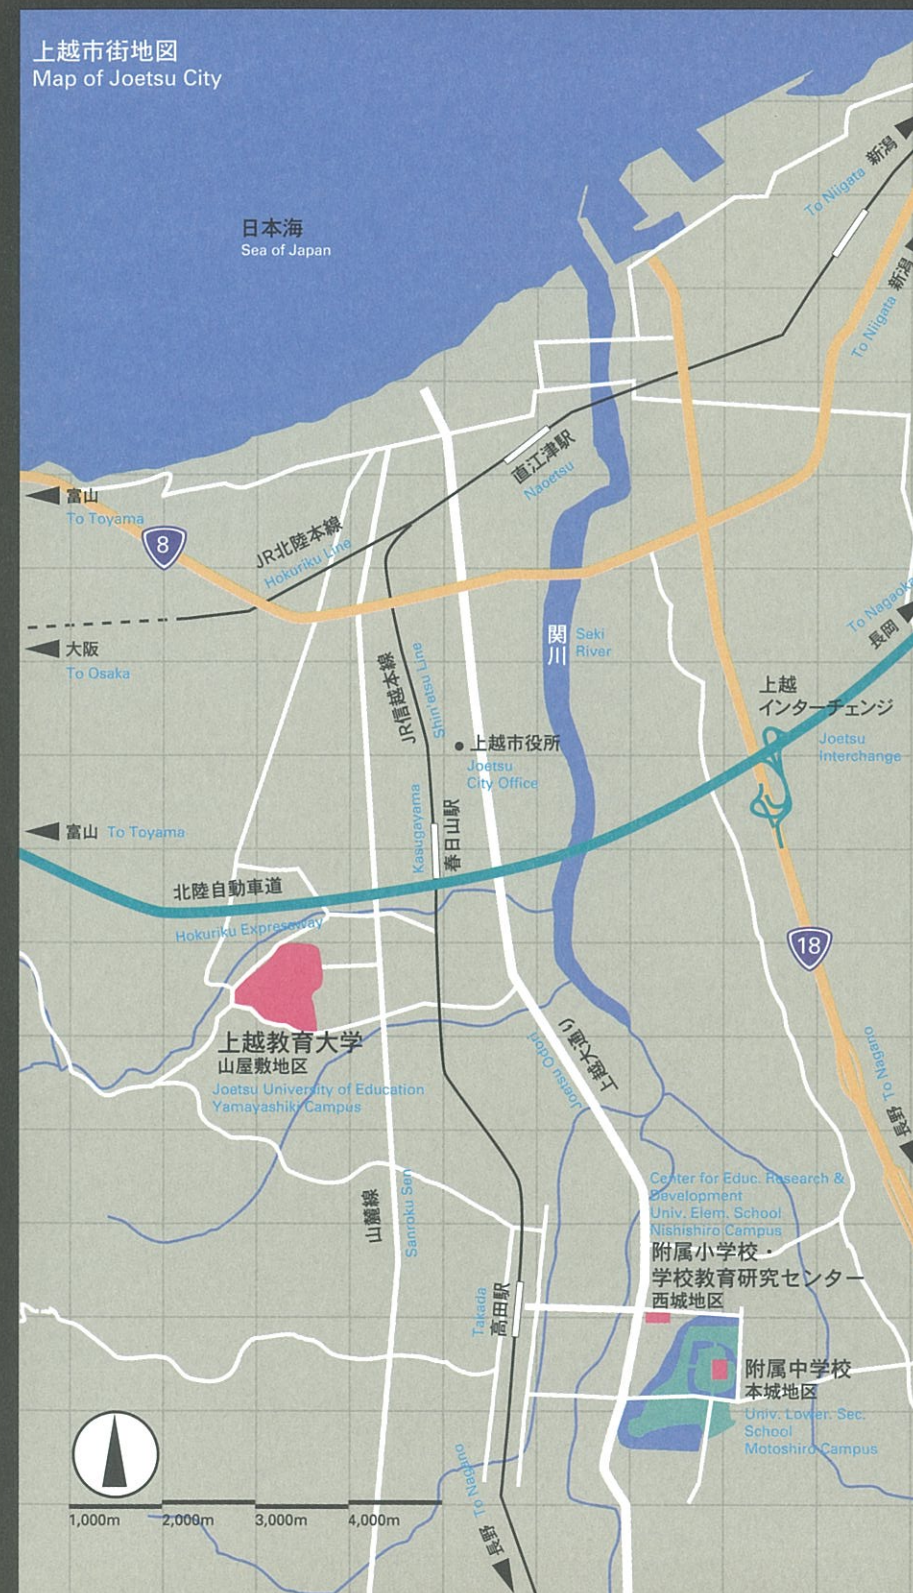 上越市街地図
Map of Joetsu City
日本海
Sea of Japan
新潟
To Niigata
新潟
To Niigata
直江津駅
Naoetsu
富山
To Toyama
8
JR北陸本線
Hokuriku Line
大阪
To Osaka
関川
Seki
River
To Nagaoka
長岡
JR信越本線
Shin'etsu Line
上越
インターチェンジ
Joetsu
Interchange
上越市役所
Joetsu
City Office
富山 To Toyama
Kasugayama
春日山駅
北陸自動車道
Hokuriku Expressway
18
上越教育大学
山屋敷地区
Joetsu University of Education
Yamayashiki Campus
上越大通り
Joetsu Odori
長野 To Nagano
山麓線
Sanroku Sen
Center for Educ. Research &
Development
Univ. Elem. School
Nishishiro Campus
附属小学校・
学校教育研究センター
西城地区
Takada
高田駅
附属中学校
本城地区
Univ. Lower. Sec.
School
Motoshiro Campus
長野 To Nagano
1,000m 2,000m 3,000m 4,000m